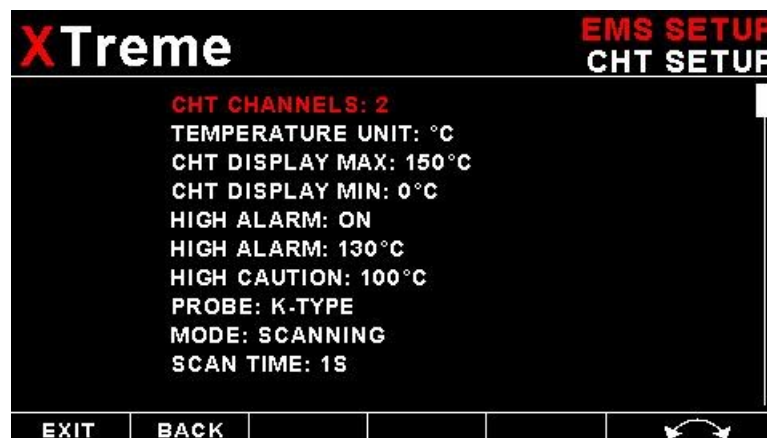 XTreme
EMS SETUP
CHT SETUP
CHT CHANNELS: 2
TEMPERATURE UNIT: °C
CHT DISPLAY MAX: 150°C
CHT DISPLAY MIN: 0°C
HIGH ALARM: ON
HIGH ALARM: 130°C
HIGH CAUTION: 100°C
PROBE: K-TYPE
MODE: SCANNING
SCAN TIME: 1S
EXIT BACK